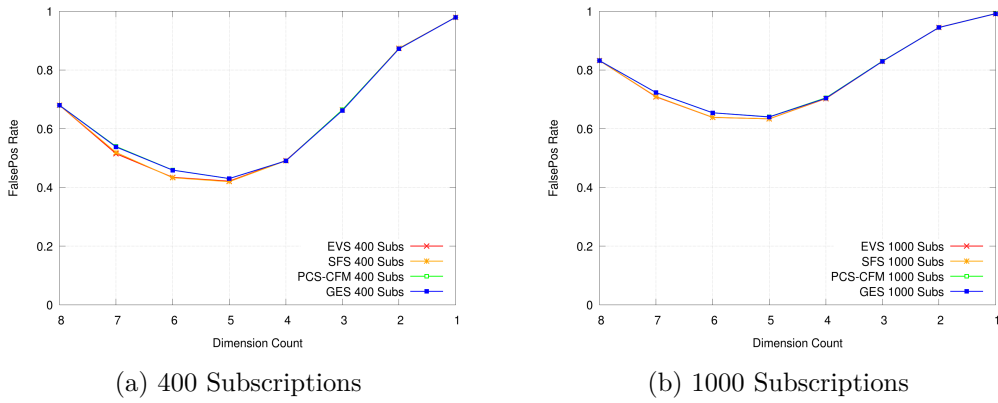 1
0.8
0.6
0.4
0.2
0
FalsePos Rate
EVS 400 Subs
SFS 400 Subs
PCS-CFM 400 Subs
GES 400 Subs
8 7 6 5 4 3 2 1
Dimension Count
(a) 400 Subscriptions
1
0.8
0.6
0.4
0.2
0
FalsePos Rate
EVS 1000 Subs
SFS 1000 Subs
PCS-CFM 1000 Subs
GES 1000 Subs
8 7 6 5 4 3 2 1
Dimension Count
(b) 1000 Subscriptions